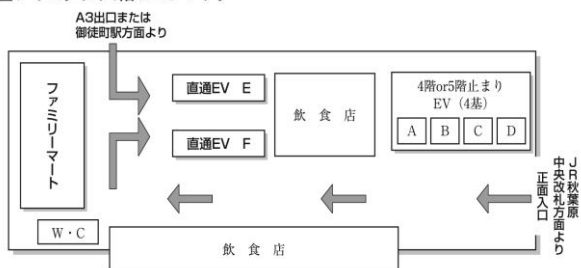 A3出口または
御徒町駅方面より
ファミリーマート
直通EV E
直通EV F
飲食店
4階or5階止まり
EV(4基)
A B C D
JR秋葉原
中央改札方面より
正面入口
W・C
飲食店